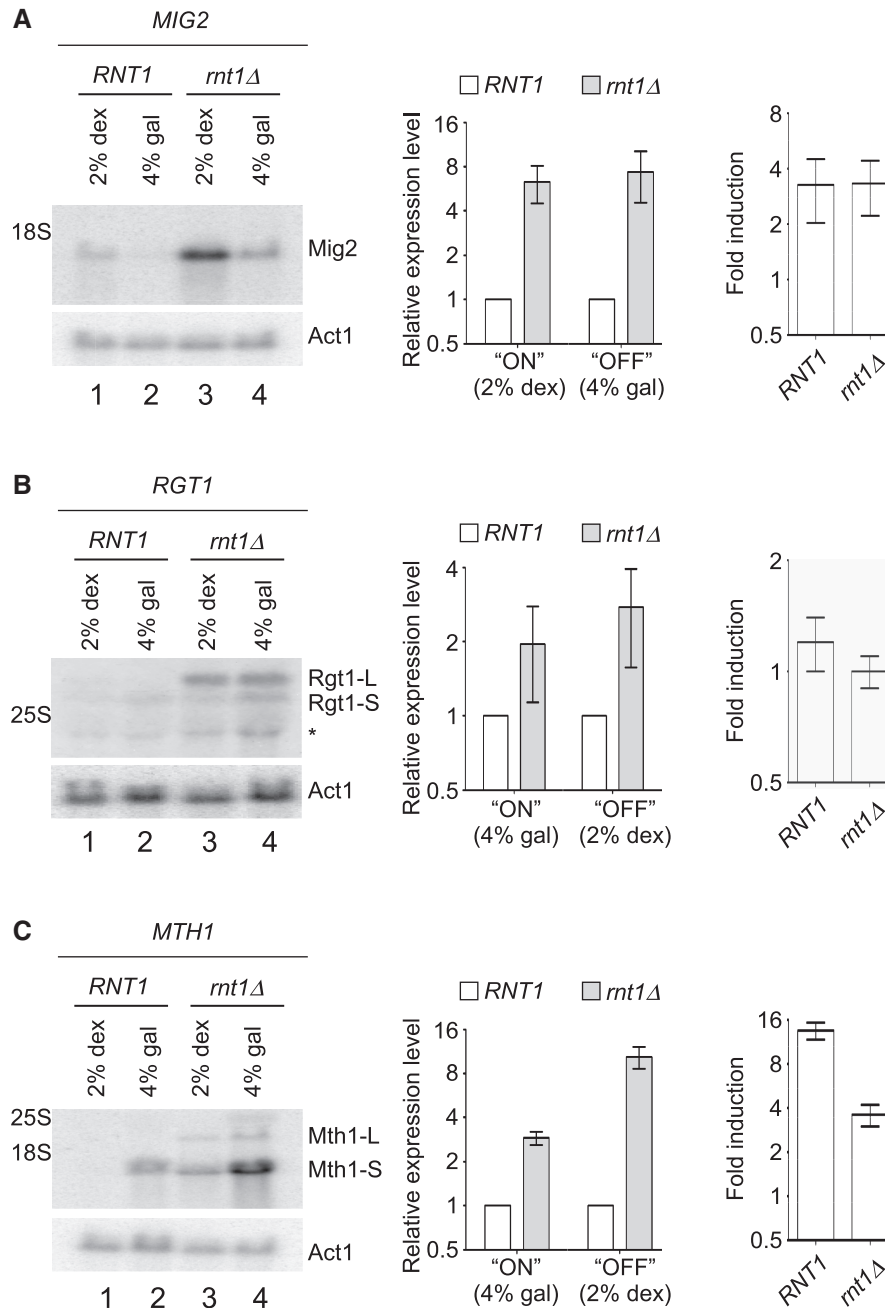 A
MIG2
RNT1 rnt1Δ
2% dex 4% gal 2% dex 4% gal
18S
Mig2
Act1
1 2 3 4
RNT1 rnt1Δ
Relative expression level
16
8
4
2
1
0.5
“ON” “OFF”
(2% dex) (4% gal)
Fold induction
8
4
2
1
0.5
RNT1 rnt1Δ
B
RGT1
RNT1 rnt1Δ
2% dex 4% gal 2% dex 4% gal
Rgt1-L
Rgt1-S
25S
*
Act1
1 2 3 4
RNT1 rnt1Δ
Relative expression level
4
2
1
0.5
“ON” “OFF”
(4% gal) (2% dex)
Fold induction
2
1
0.5
RNT1 rnt1Δ
C
MTH1
RNT1 rnt1Δ
2% dex 4% gal 2% dex 4% gal
25S
18S
Mth1-L
Mth1-S
Act1
1 2 3 4
RNT1 rnt1Δ
Relative expression level
16
8
4
2
1
0.5
“ON” “OFF”
(4% gal) (2% dex)
Fold induction
16
8
4
2
1
0.5
RNT1 rnt1Δ